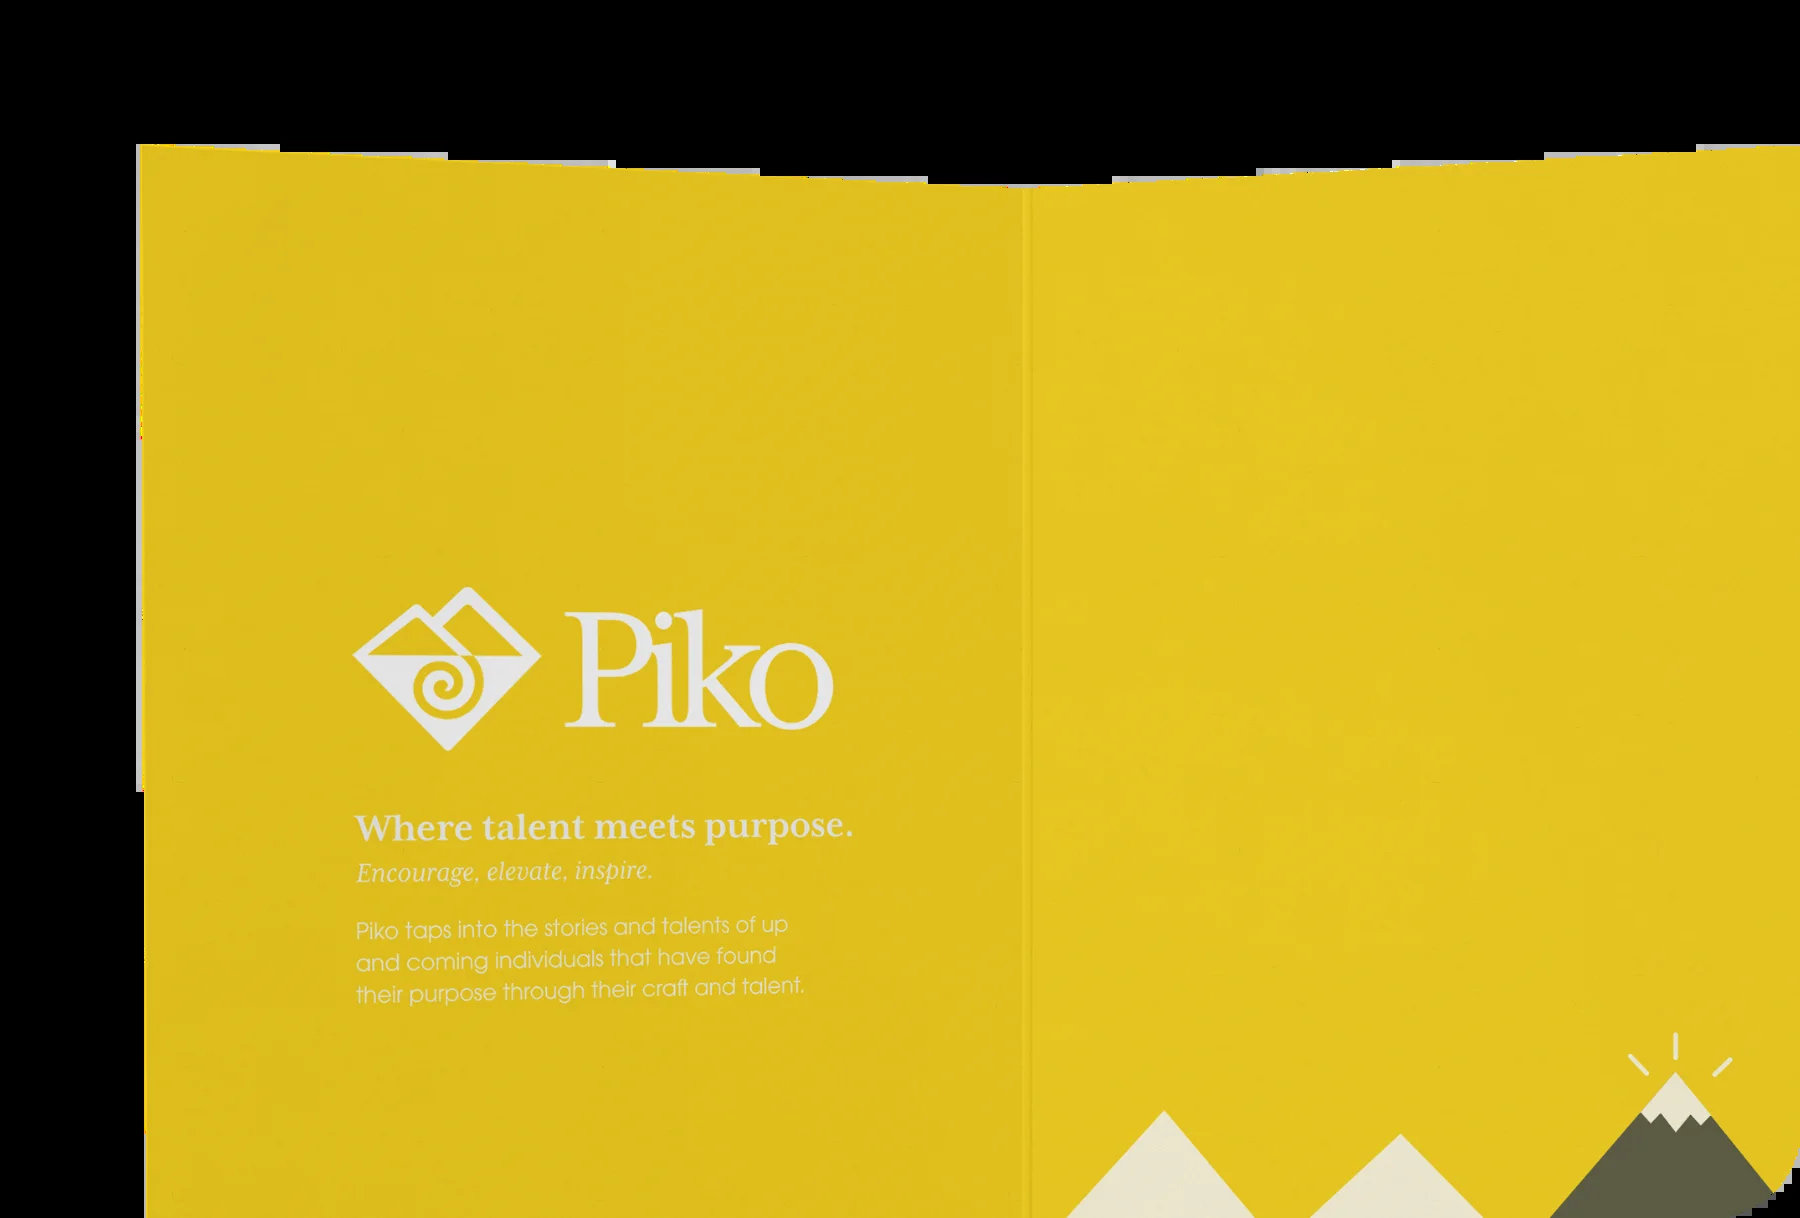 Piko
Where talent meets purpose.
Encourage, elevate, inspire.
Piko taps into the stories and talents of up
and coming individuals that have found
their purpose through their craft and talent.